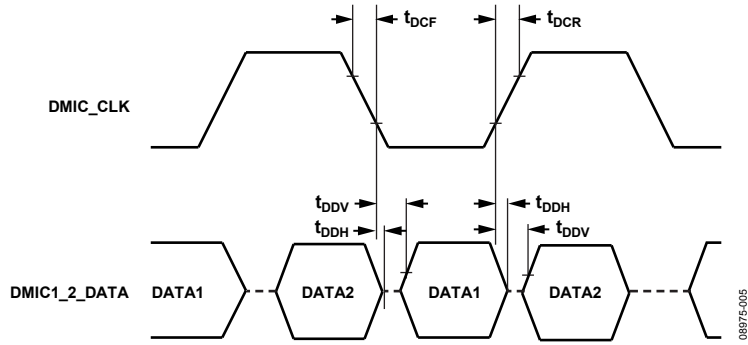 tDCF
tDCR
DMIC_CLK
tDDV
tDDH
tDDH
tDDV
DMIC1_2_DATA
DATA1
DATA2
DATA1
DATA2
08975-005